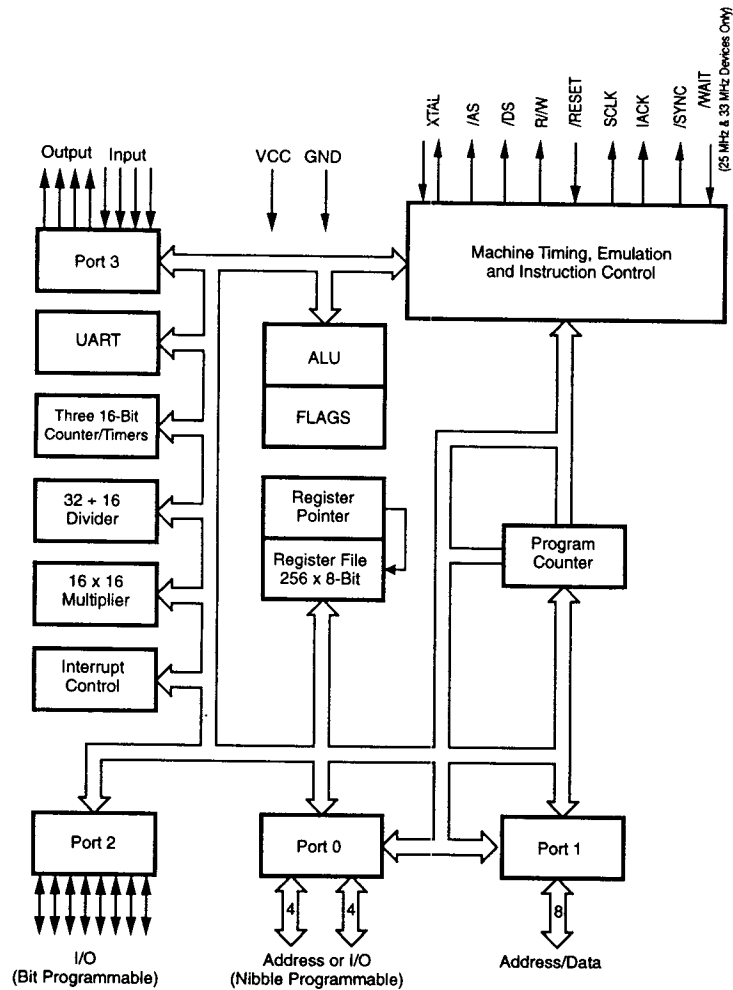 (25 MHz & 33 MHz Devices Only)
XTAL
/AS
/DS
R//W
/RESET
SCLK
IACK
/SYNC
/WAIT
Output
Input
VCC
GND
Port 3
Machine Timing, Emulation
and Instruction Control
UART
ALU
FLAGS
Three 16-Bit
Counter/Timers
32 ÷ 16
Divider
Register
Pointer
Register File
256 x 8-Bit
Program
Counter
16 x 16
Multiplier
Interrupt
Control
Port 2
Port 0
Port 1
4
4
8
I/O
(Bit Programmable)
Address or I/O
(Nibble Programmable)
Address/Data